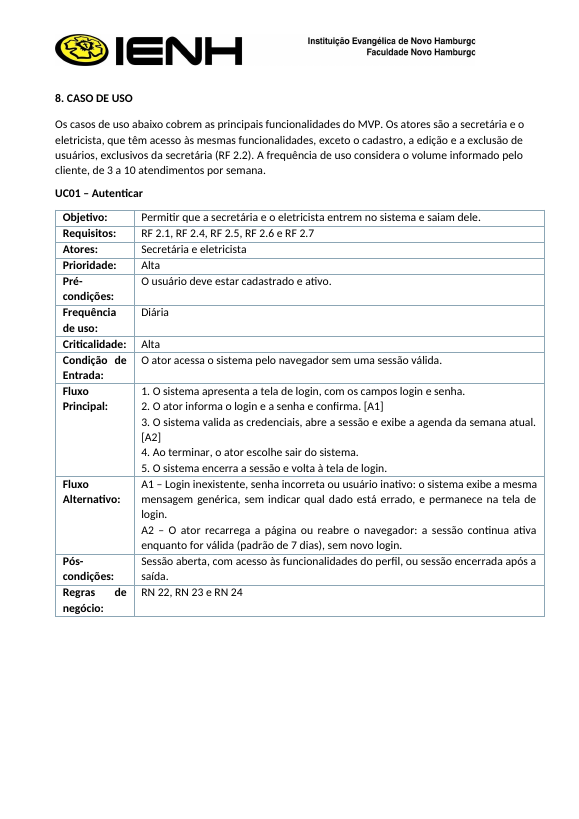 IENH
Instituição Evangélica de Novo Hamburgo
Faculdade Novo Hamburgo
8. CASO DE USO
Os casos de uso abaixo cobrem as principais funcionalidades do MVP. Os atores são a secretária e o
eletricista, que têm acesso às mesmas funcionalidades, exceto o cadastro, a edição e a exclusão de
usuários, exclusivos da secretária (RF 2.2). A frequência de uso considera o volume informado pelo
cliente, de 3 a 10 atendimentos por semana.
UC01 – Autenticar
Objetivo: Permitir que a secretária e o eletricista entrem no sistema e saiam dele.
Requisitos: RF 2.1, RF 2.4, RF 2.5, RF 2.6 e RF 2.7
Atores: Secretária e eletricista
Prioridade: Alta
Pré-
condições:
O usuário deve estar cadastrado e ativo.
Frequência
de uso:
Diária
Criticalidade: Alta
Condição de
Entrada:
O ator acessa o sistema pelo navegador sem uma sessão válida.
Fluxo
Principal:
1. O sistema apresenta a tela de login, com os campos login e senha.
2. O ator informa o login e a senha e confirma. [A1]
3. O sistema valida as credenciais, abre a sessão e exibe a agenda da semana atual.
[A2]
4. Ao terminar, o ator escolhe sair do sistema.
5. O sistema encerra a sessão e volta à tela de login.
Fluxo
Alternativo:
A1 – Login inexistente, senha incorreta ou usuário inativo: o sistema exibe a mesma
mensagem genérica, sem indicar qual dado está errado, e permanece na tela de
login.
A2 – O ator recarrega a página ou reabre o navegador: a sessão continua ativa
enquanto for válida (padrão de 7 dias), sem novo login.
Pós-
condições:
Sessão aberta, com acesso às funcionalidades do perfil, ou sessão encerrada após a
saída.
Regras de
negócio:
RN 22, RN 23 e RN 24